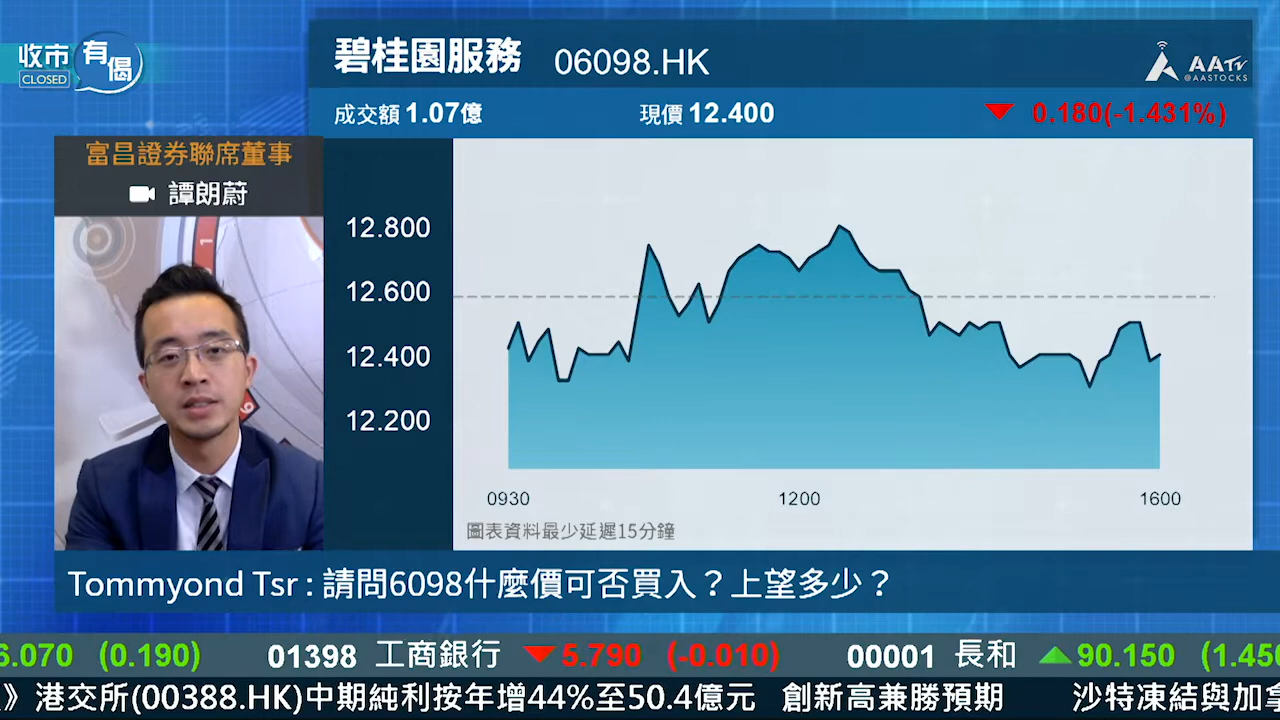 收市
CLOSED
有偈
碧桂園服務 06098.HK
AATV
@AASTOCKS
成交額 1.07億 現價 12.400 ▼ 0.180(-1.431%)
富昌證券聯席董事
譚朗蔚
1
9
12.800
12.600
12.400
12.200
0930 1200 1600
圖表資料最少延遲15分鐘
Tommyond Tsr : 請問6098什麼價可否買入？上望多少？
6.070 (0.190) 01398 工商銀行 ▼ 5.790 (-0.010) 00001 長和 ▲ 90.150 (1.450
》港交所(00388.HK)中期純利按年增44%至50.4億元 創新高兼勝預期 沙特凍結與加拿